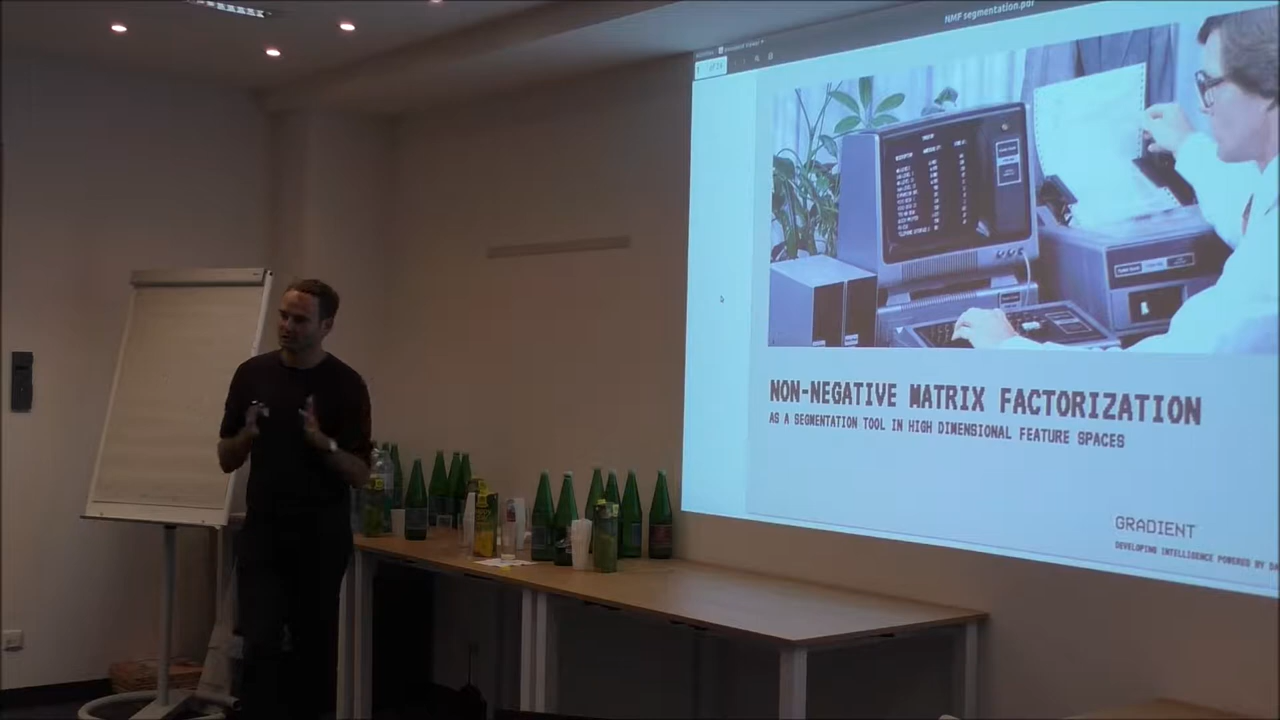 NMF segmentation.pdf
NON-NEGATIVE MATRIX FACTORIZATION
AS A SEGMENTATION TOOL IN HIGH DIMENSIONAL FEATURE SPACES
GRADIENT
DEVELOPING INTELLIGENCE POWERED BY